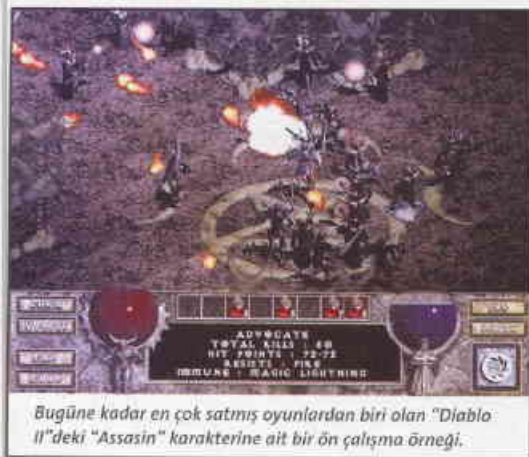 ADVOCATE
TOTAL KILLS : 60
HIT POINTS : 72-72
RESISTS : FIRE
IMMUNE : MAGIC LIGHTNING
Bugüne kadar en çok satmış oyunlardan biri olan "Diablo
II"deki "Assasin" karakterine ait bir ön çalışma örneği.